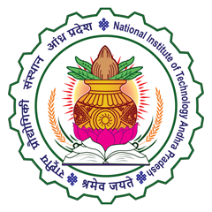 राष्ट्रीय प्रौद्योगिकी संस्थान आंध्र प्रदेश
National Institute of Technology Andhra Pradesh
श्रमेव जयते